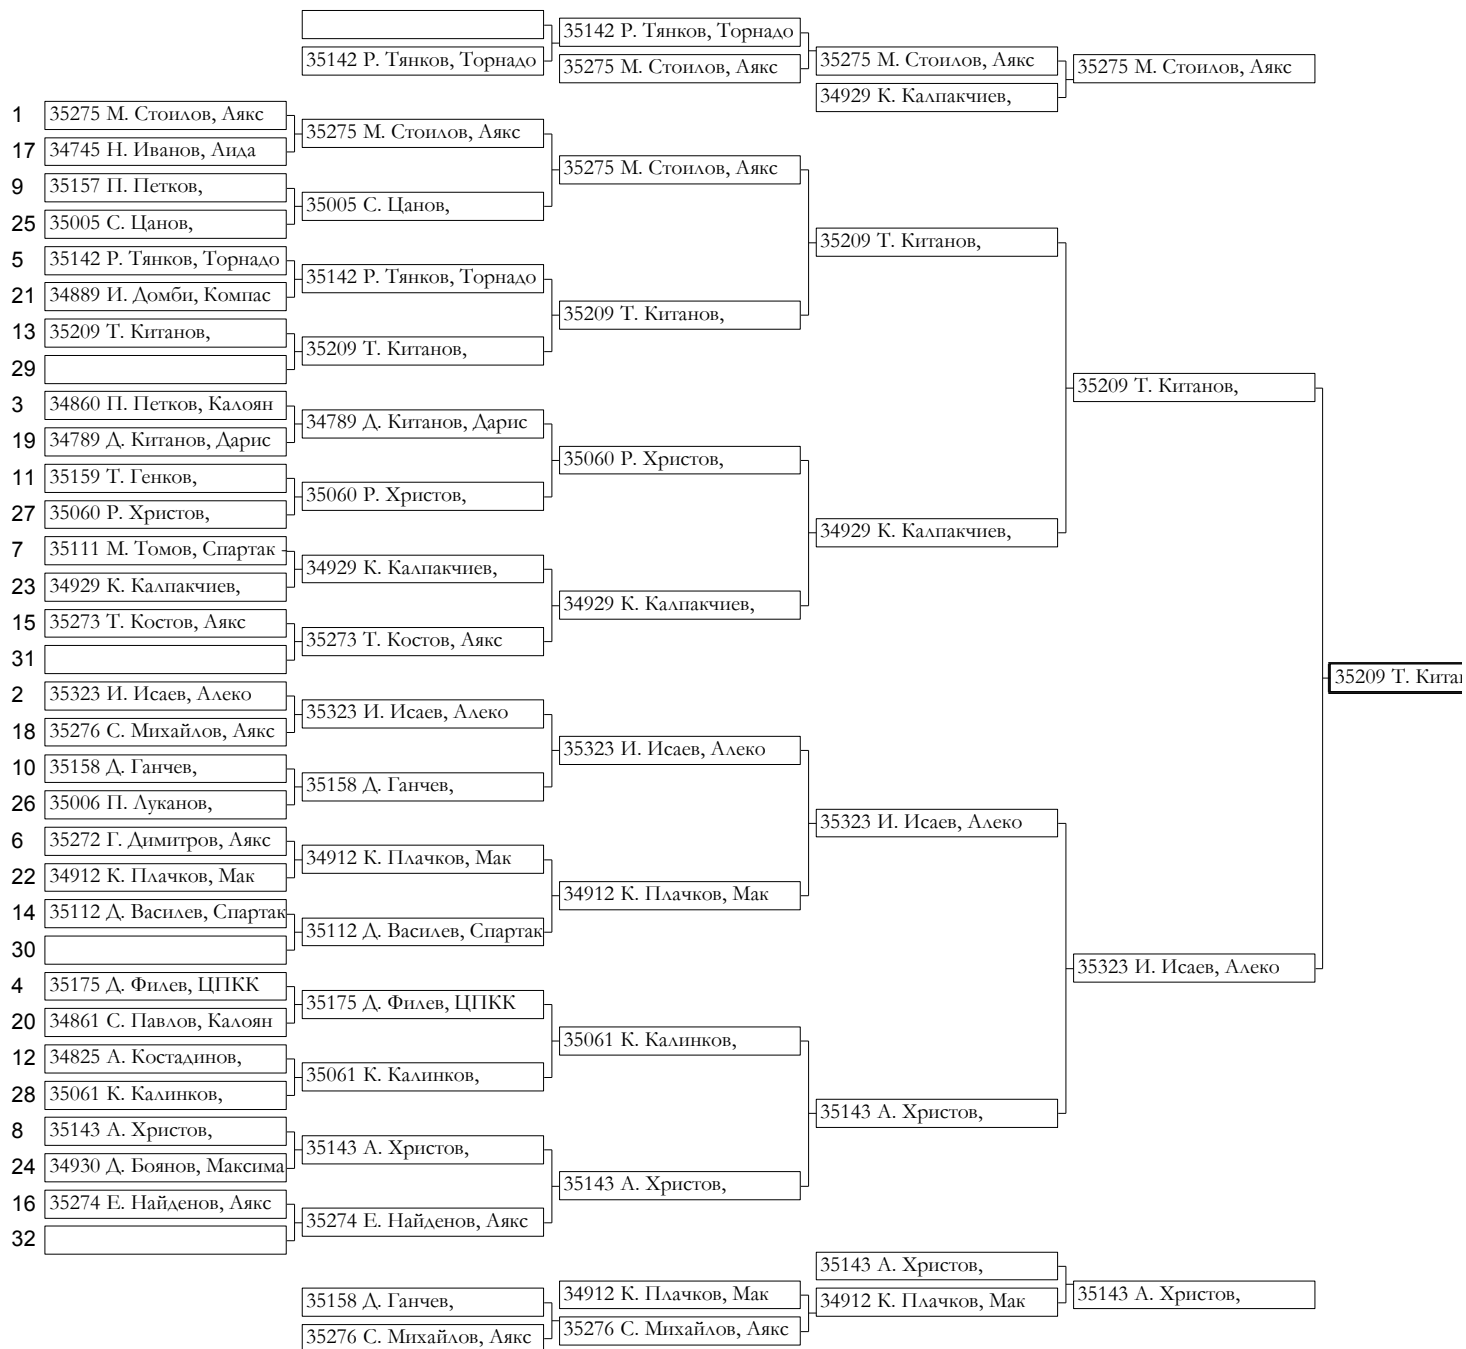 35142 Р. Тянков, Торнадо
35142 Р. Тянков, Торнадо
35275 М. Стоилов, Аякс
35275 М. Стоилов, Аякс
34929 К. Калпакчиев,
35275 М. Стоилов, Аякс
1 35275 М. Стоилов, Аякс
17 34745 Н. Иванов, Аида
9 35157 П. Петков,
25 35005 С. Цанов,
5 35142 Р. Тянков, Торнадо
21 34889 И. Домби, Компас
13 35209 Т. Китанов,
29
3 34860 П. Петков, Калоян
19 34789 Д. Китанов, Дарис
11 35159 Т. Генков,
27 35060 Р. Христов,
7 35111 М. Томов, Спартак
23 34929 К. Калпакчиев,
15 35273 Т. Костов, Аякс
31
2 35323 И. Исаев, Алеко
18 35276 С. Михайлов, Аякс
10 35158 Д. Ганчев,
26 35006 П. Луканов,
6 35272 Г. Димитров, Аякс
22 34912 К. Плачков, Мак
14 35112 Д. Василев, Спартак
30
4 35175 Д. Филев, ЦПКК
20 34861 С. Павлов, Калоян
12 34825 А. Костадинов,
28 35061 К. Калинков,
8 35143 А. Христов,
24 34930 Д. Боянов, Максима
16 35274 Е. Найденов, Аякс
32
35275 М. Стоилов, Аякс
35005 С. Цанов,
35142 Р. Тянков, Торнадо
35209 Т. Китанов,
34789 Д. Китанов, Дарис
35060 Р. Христов,
34929 К. Калпакчиев,
35273 Т. Костов, Аякс
35323 И. Исаев, Алеко
35158 Д. Ганчев,
34912 К. Плачков, Мак
35112 Д. Василев, Спартак
35175 Д. Филев, ЦПКК
35061 К. Калинков,
35143 А. Христов,
35274 Е. Найденов, Аякс
35275 М. Стоилов, Аякс
35209 Т. Китанов,
35060 Р. Христов,
34929 К. Калпакчиев,
35323 И. Исаев, Алеко
34912 К. Плачков, Мак
35061 К. Калинков,
35143 А. Христов,
35209 Т. Китанов,
34929 К. Калпакчиев,
35323 И. Исаев, Алеко
35143 А. Христов,
35209 Т. Китанов,
35323 И. Исаев, Алеко
35209 Т.
35158 Д. Ганчев,
35276 С. Михайлов, Аякс
34912 К. Плачков, Мак
35276 С. Михайлов, Аякс
35143 А. Христов,
34912 К. Плачков, Мак
35143 А. Христов,